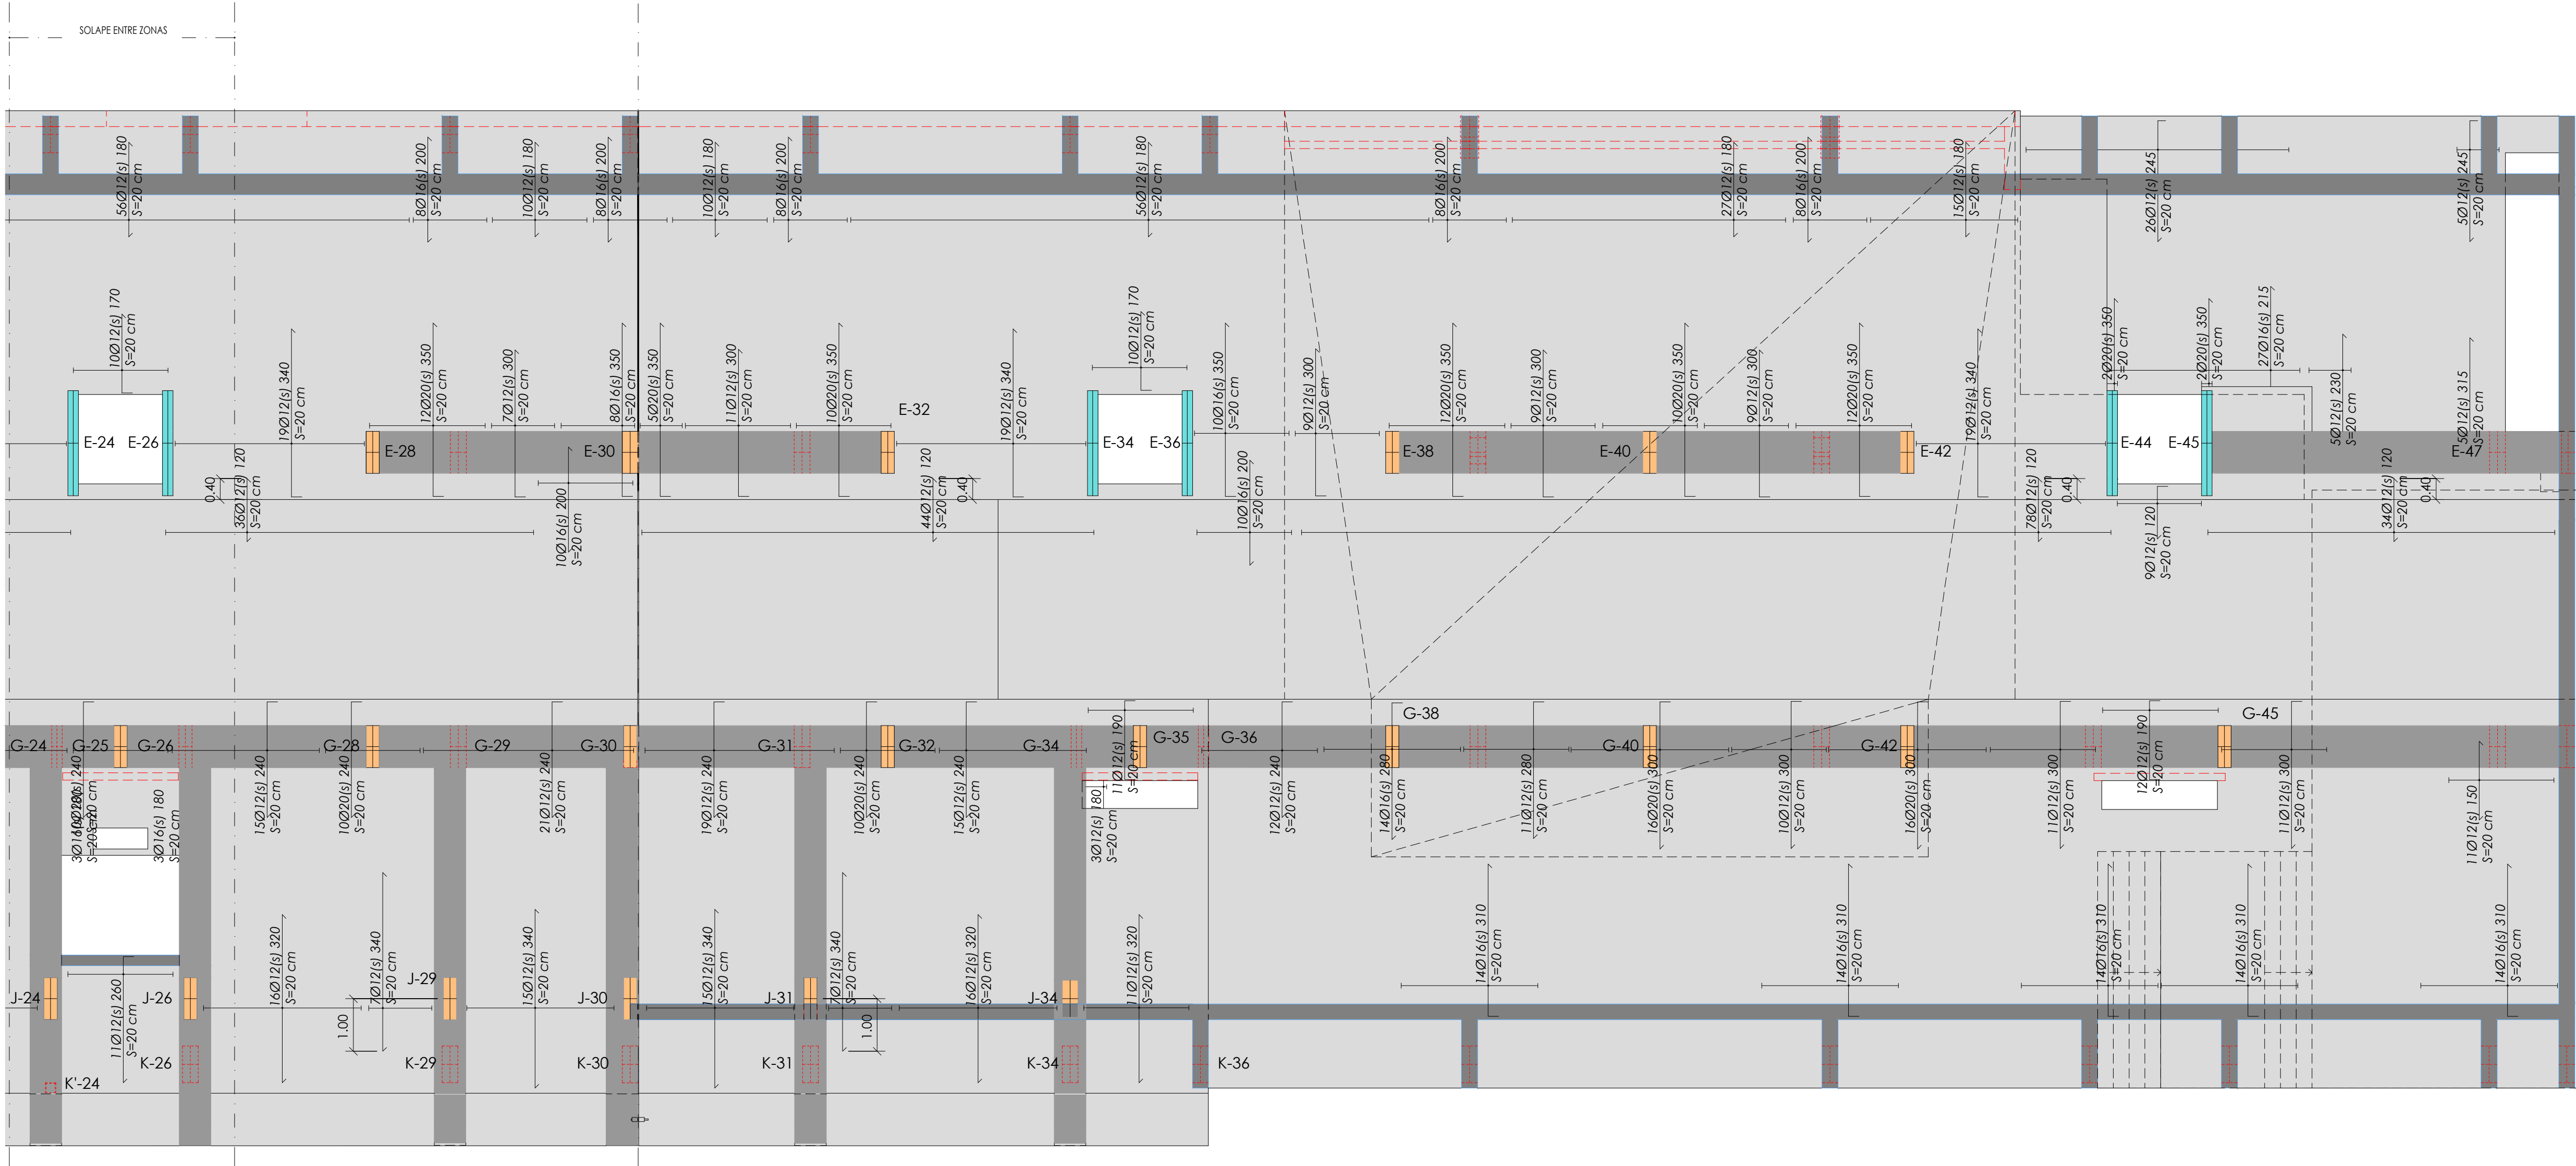 SOLAPE ENTRE ZONAS
56Ø12(s) 180
S=20 cm
8Ø16(s) 200
S=20 cm
10Ø12(s) 180
S=20 cm
8Ø16(s) 200
S=20 cm
10Ø12(s) 180
S=20 cm
8Ø16(s) 200
S=20 cm
56Ø12(s) 180
S=20 cm
8Ø16(s) 200
S=20 cm
27Ø12(s) 180
S=20 cm
8Ø16(s) 200
S=20 cm
15Ø12(s) 180
S=20 cm
26Ø12(s) 245
S=20 cm
5Ø12(s) 245
S=20 cm
10Ø12(s) 170
S=20 cm
19Ø12(s) 340
S=20 cm
12Ø20(s) 350
S=20 cm
7Ø12(s) 300
S=20 cm
8Ø16(s) 350
S=20 cm
5Ø20(s) 350
S=20 cm
11Ø12(s) 300
S=20 cm
10Ø20(s) 350
S=20 cm
19Ø12(s) 340
S=20 cm
10Ø12(s) 170
S=20 cm
10Ø16(s) 350
S=20 cm
9Ø12(s) 300
S=20 cm
12Ø20(s) 350
S=20 cm
9Ø12(s) 300
S=20 cm
10Ø20(s) 350
S=20 cm
9Ø12(s) 300
S=20 cm
12Ø20(s) 350
S=20 cm
19Ø12(s) 340
S=20 cm
2Ø20(s) 350
S=20 cm
2Ø20(s) 350
S=20 cm
27Ø16(s) 215
S=20 cm
5Ø12(s) 230
S=20 cm
5Ø12(s) 315
S=20 cm
E-24
E-26
E-28
E-30
E-32
E-34
E-36
E-38
E-40
E-42
E-44
E-45
E-47
0.40
36Ø12(s) 120
S=20 cm
10Ø16(s) 200
S=20 cm
44Ø12(s) 120
S=20 cm
0.40
10Ø16(s) 200
S=20 cm
78Ø12(s) 120
S=20 cm
0.40
9Ø12(s) 120
S=20 cm
34Ø12(s) 120
S=20 cm
0.40
G-24
G-25
G-26
G-28
G-29
G-30
G-31
G-32
G-34
G-35
G-36
G-38
G-40
G-42
G-45
3Ø16(s) 180
S=20 cm
3Ø16(s) 180
S=20 cm
15Ø12(s) 240
S=20 cm
10Ø20(s) 240
S=20 cm
21Ø12(s) 240
S=20 cm
19Ø12(s) 240
S=20 cm
10Ø20(s) 240
S=20 cm
15Ø12(s) 240
S=20 cm
3Ø12(s) 180
S=20 cm
11Ø12(s) 190
S=20 cm
12Ø12(s) 240
S=20 cm
14Ø16(s) 280
S=20 cm
11Ø12(s) 280
S=20 cm
16Ø20(s) 300
S=20 cm
10Ø12(s) 300
S=20 cm
16Ø20(s) 300
S=20 cm
11Ø12(s) 300
S=20 cm
12Ø12(s) 190
S=20 cm
11Ø12(s) 300
S=20 cm
11Ø12(s) 150
S=20 cm
J-24
J-26
J-29
J-30
J-31
J-34
11Ø12(s) 260
S=20 cm
16Ø12(s) 320
S=20 cm
1.00
7Ø12(s) 340
S=20 cm
15Ø12(s) 340
S=20 cm
15Ø12(s) 340
S=20 cm
7Ø12(s) 340
S=20 cm
1.00
16Ø12(s) 320
S=20 cm
11Ø12(s) 320
S=20 cm
14Ø16(s) 310
S=20 cm
14Ø16(s) 310
S=20 cm
14Ø16(s) 310
S=20 cm
14Ø16(s) 310
S=20 cm
14Ø16(s) 310
S=20 cm
K'-24
K-26
K-29
K-30
K-31
K-34
K-36